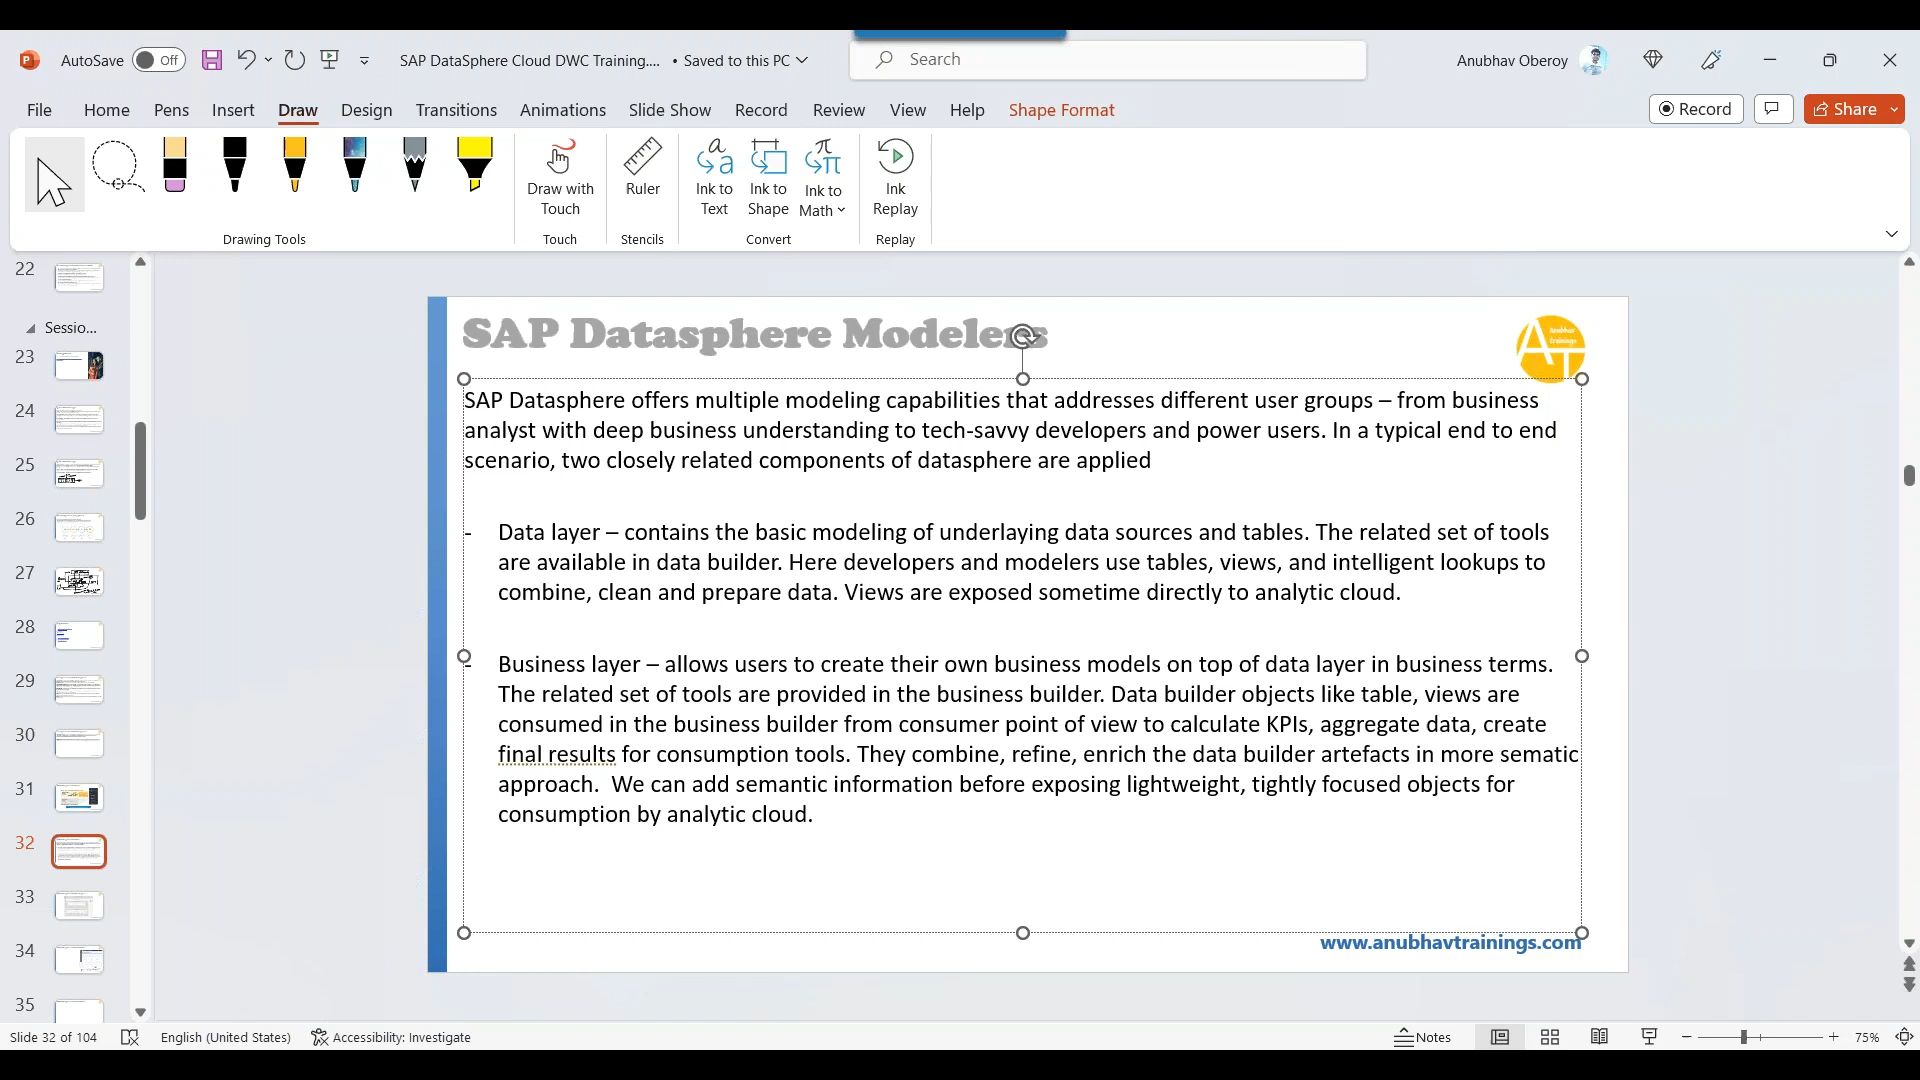 AutoSave Off SAP DataSphere Cloud DWC Training.... • Saved to this PC Search Anubhav Oberoy
File Home Pens Insert Draw Design Transitions Animations Slide Show Record Review View Help Shape Format Record Share
Draw with Touch
Ruler
Ink to Text
Ink to Shape
Ink to Math
Ink Replay
Drawing Tools Touch Stencils Convert Replay
22
Sessio...
23
24
25
26
27
28
29
30
31
32
33
34
35
SAP Datasphere Modelers
Anubhav
trainings
AT
SAP Datasphere offers multiple modeling capabilities that addresses different user groups – from business
analyst with deep business understanding to tech-savvy developers and power users. In a typical end to end
scenario, two closely related components of datasphere are applied
- Data layer – contains the basic modeling of underlaying data sources and tables. The related set of tools
are available in data builder. Here developers and modelers use tables, views, and intelligent lookups to
combine, clean and prepare data. Views are exposed sometime directly to analytic cloud.
- Business layer – allows users to create their own business models on top of data layer in business terms.
The related set of tools are provided in the business builder. Data builder objects like table, views are
consumed in the business builder from consumer point of view to calculate KPIs, aggregate data, create
final results for consumption tools. They combine, refine, enrich the data builder artefacts in more sematic
approach.  We can add semantic information before exposing lightweight, tightly focused objects for
consumption by analytic cloud.
www.anubhavtrainings.com
Slide 32 of 104 English (United States) Accessibility: Investigate Notes 75%